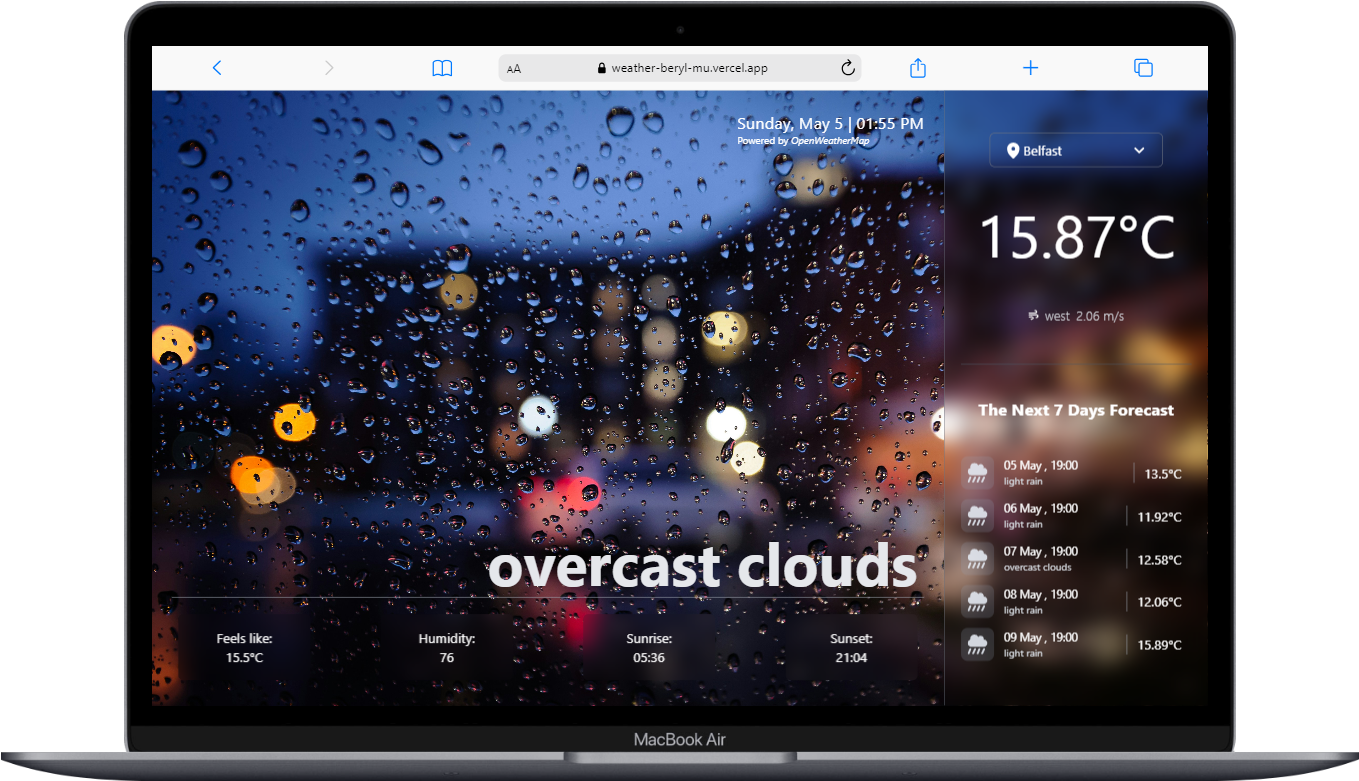 AA weather-beryl-mu.vercel.app
Sunday, May 5 | 01:55 PM
Powered by OpenWeatherMap
overcast clouds
Feels like:
15.5°C
Humidity:
76
Sunrise:
05:36
Sunset:
21:04
Belfast
15.87°C
west 2.06 m/s
The Next 7 Days Forecast
05 May , 19:00
light rain
13.5°C
06 May , 19:00
light rain
11.92°C
07 May , 19:00
overcast clouds
12.58°C
08 May , 19:00
light rain
12.06°C
09 May , 19:00
light rain
15.89°C
MacBook Air